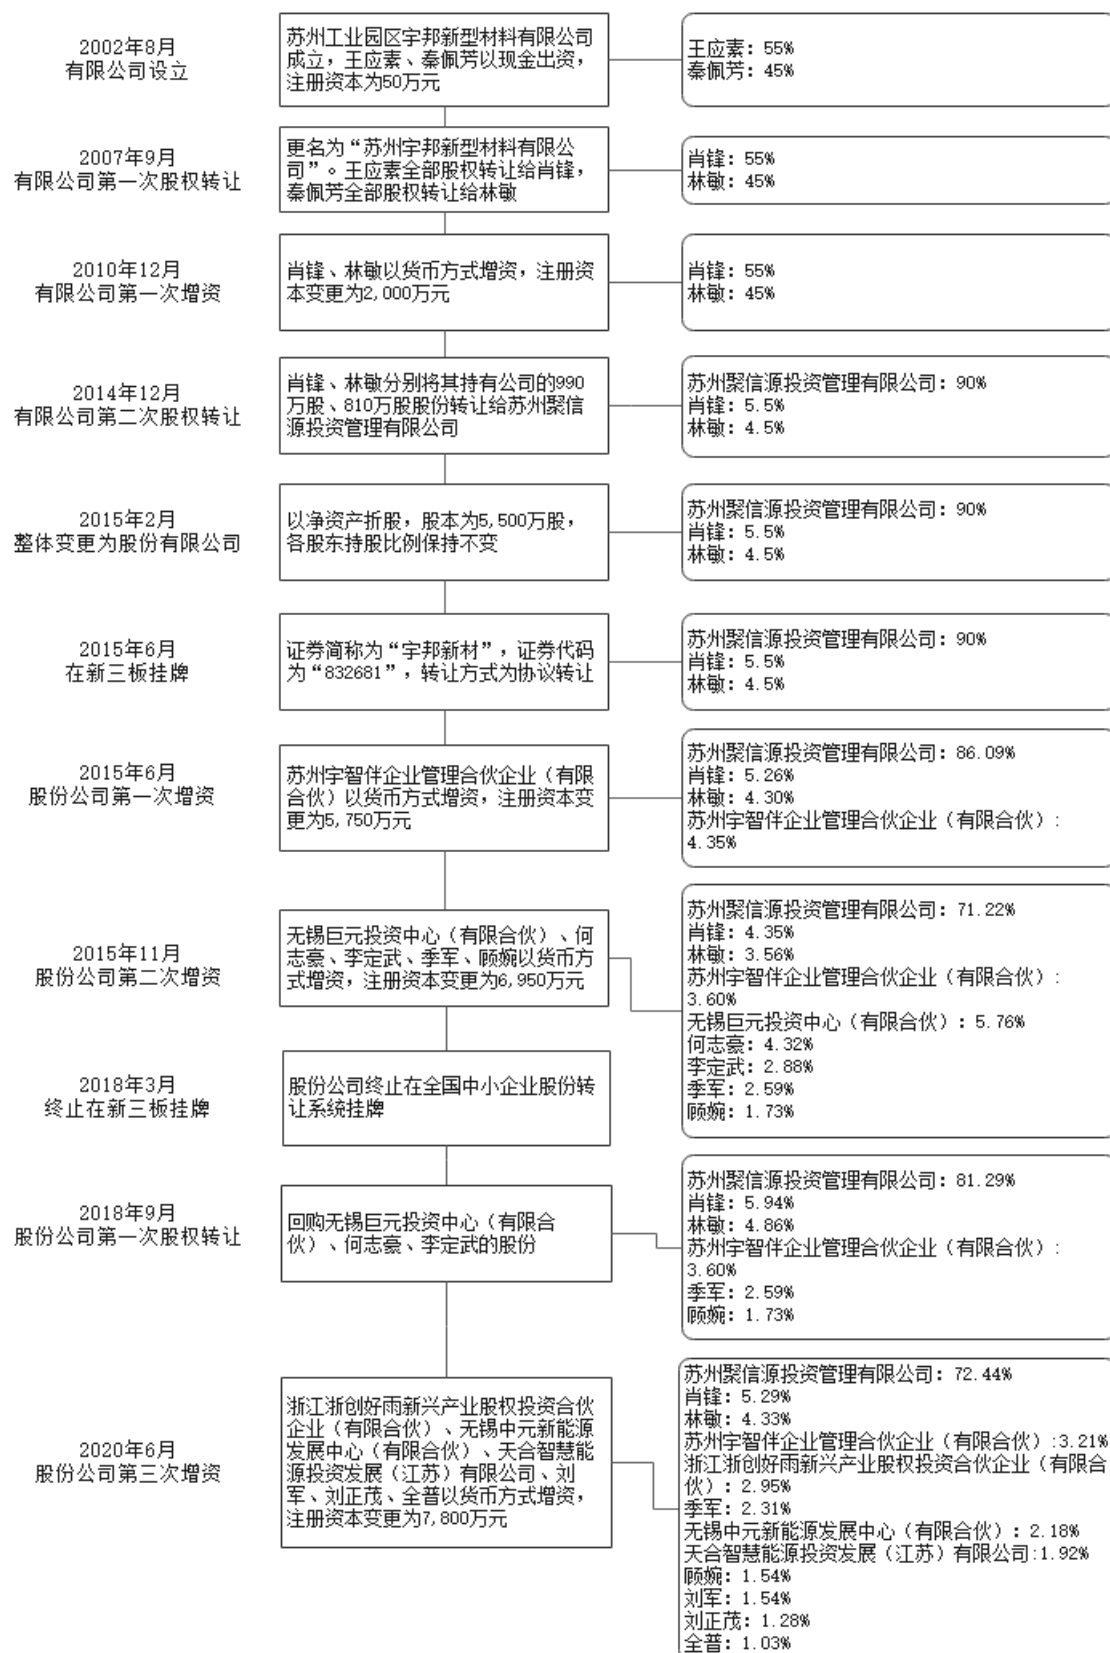 2002年8月
有限公司设立
苏州工业园区宇邦新型材料有限公司
成立，王应素、秦佩芳以现金出资，
注册资本为50万元
王应素：55%
秦佩芳：45%
2007年9月
有限公司第一次股权转让
更名为“苏州宇邦新型材料有限公
司”。王应素全部股权转让给肖锋，
秦佩芳全部股权转让给林敏
肖锋：55%
林敏：45%
2010年12月
有限公司第一次增资
肖锋、林敏以货币方式增资，注册资
本变更为2,000万元
肖锋：55%
林敏：45%
2014年12月
有限公司第二次股权转让
肖锋、林敏分别将其持有公司的990
万股、810万股股份转让给苏州聚信
源投资管理有限公司
苏州聚信源投资管理有限公司：90%
肖锋：5.5%
林敏：4.5%
2015年2月
整体变更为股份有限公司
以净资产折股，股本为5,500万股，
各股东持股比例保持不变
苏州聚信源投资管理有限公司：90%
肖锋：5.5%
林敏：4.5%
2015年6月
在新三板挂牌
证券简称为“宇邦新材”，证券代码
为“832681”，转让方式为协议转让
苏州聚信源投资管理有限公司：90%
肖锋：5.5%
林敏：4.5%
2015年6月
股份公司第一次增资
苏州宇智伴企业管理合伙企业（有限
合伙）以货币方式增资，注册资本变
更为5,750万元
苏州聚信源投资管理有限公司：86.09%
肖锋：5.26%
林敏：4.30%
苏州宇智伴企业管理合伙企业（有限合伙）：
4.35%
2015年11月
股份公司第二次增资
无锡巨元投资中心（有限合伙）、何
志豪、李定武、季军、顾婉以货币方
式增资，注册资本变更为6,950万元
苏州聚信源投资管理有限公司：71.22%
肖锋：4.35%
林敏：3.56%
苏州宇智伴企业管理合伙企业（有限合伙）：
3.60%
无锡巨元投资中心（有限合伙）：5.76%
何志豪：4.32%
李定武：2.88%
季军：2.59%
顾婉：1.73%
2018年3月
终止在新三板挂牌
股份公司终止在全国中小企业股份转
让系统挂牌
2018年9月
股份公司第一次股权转让
回购无锡巨元投资中心（有限合
伙）、何志豪、李定武的股份
苏州聚信源投资管理有限公司：81.29%
肖锋：5.94%
林敏：4.86%
苏州宇智伴企业管理合伙企业（有限合伙）：
3.60%
季军：2.59%
顾婉：1.73%
2020年6月
股份公司第三次增资
浙江浙创好雨新兴产业股权投资合伙
企业（有限合伙）、无锡中元新能源
发展中心（有限合伙）、天合智慧能
源投资发展（江苏）有限公司、刘
军、刘正茂、全普以货币方式增资，
注册资本变更为7,800万元
苏州聚信源投资管理有限公司：72.44%
肖锋：5.29%
林敏：4.33%
苏州宇智伴企业管理合伙企业（有限合伙）:3.21%
浙江浙创好雨新兴产业股权投资合伙企业（有限合
伙）：2.95%
季军：2.31%
无锡中元新能源发展中心（有限合伙）：2.18%
天合智慧能源投资发展（江苏）有限公司:1.92%
顾婉：1.54%
刘军：1.54%
刘正茂：1.28%
全普：1.03%